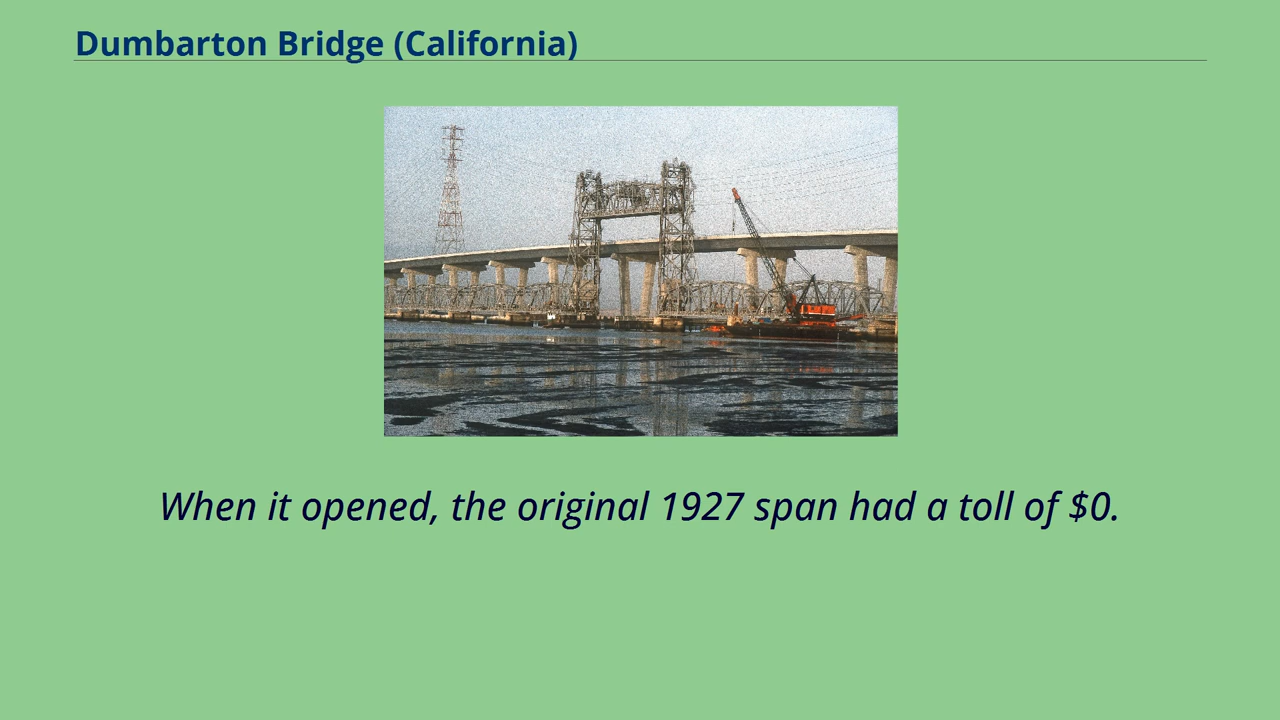 Dumbarton Bridge (California)
When it opened, the original 1927 span had a toll of $0.